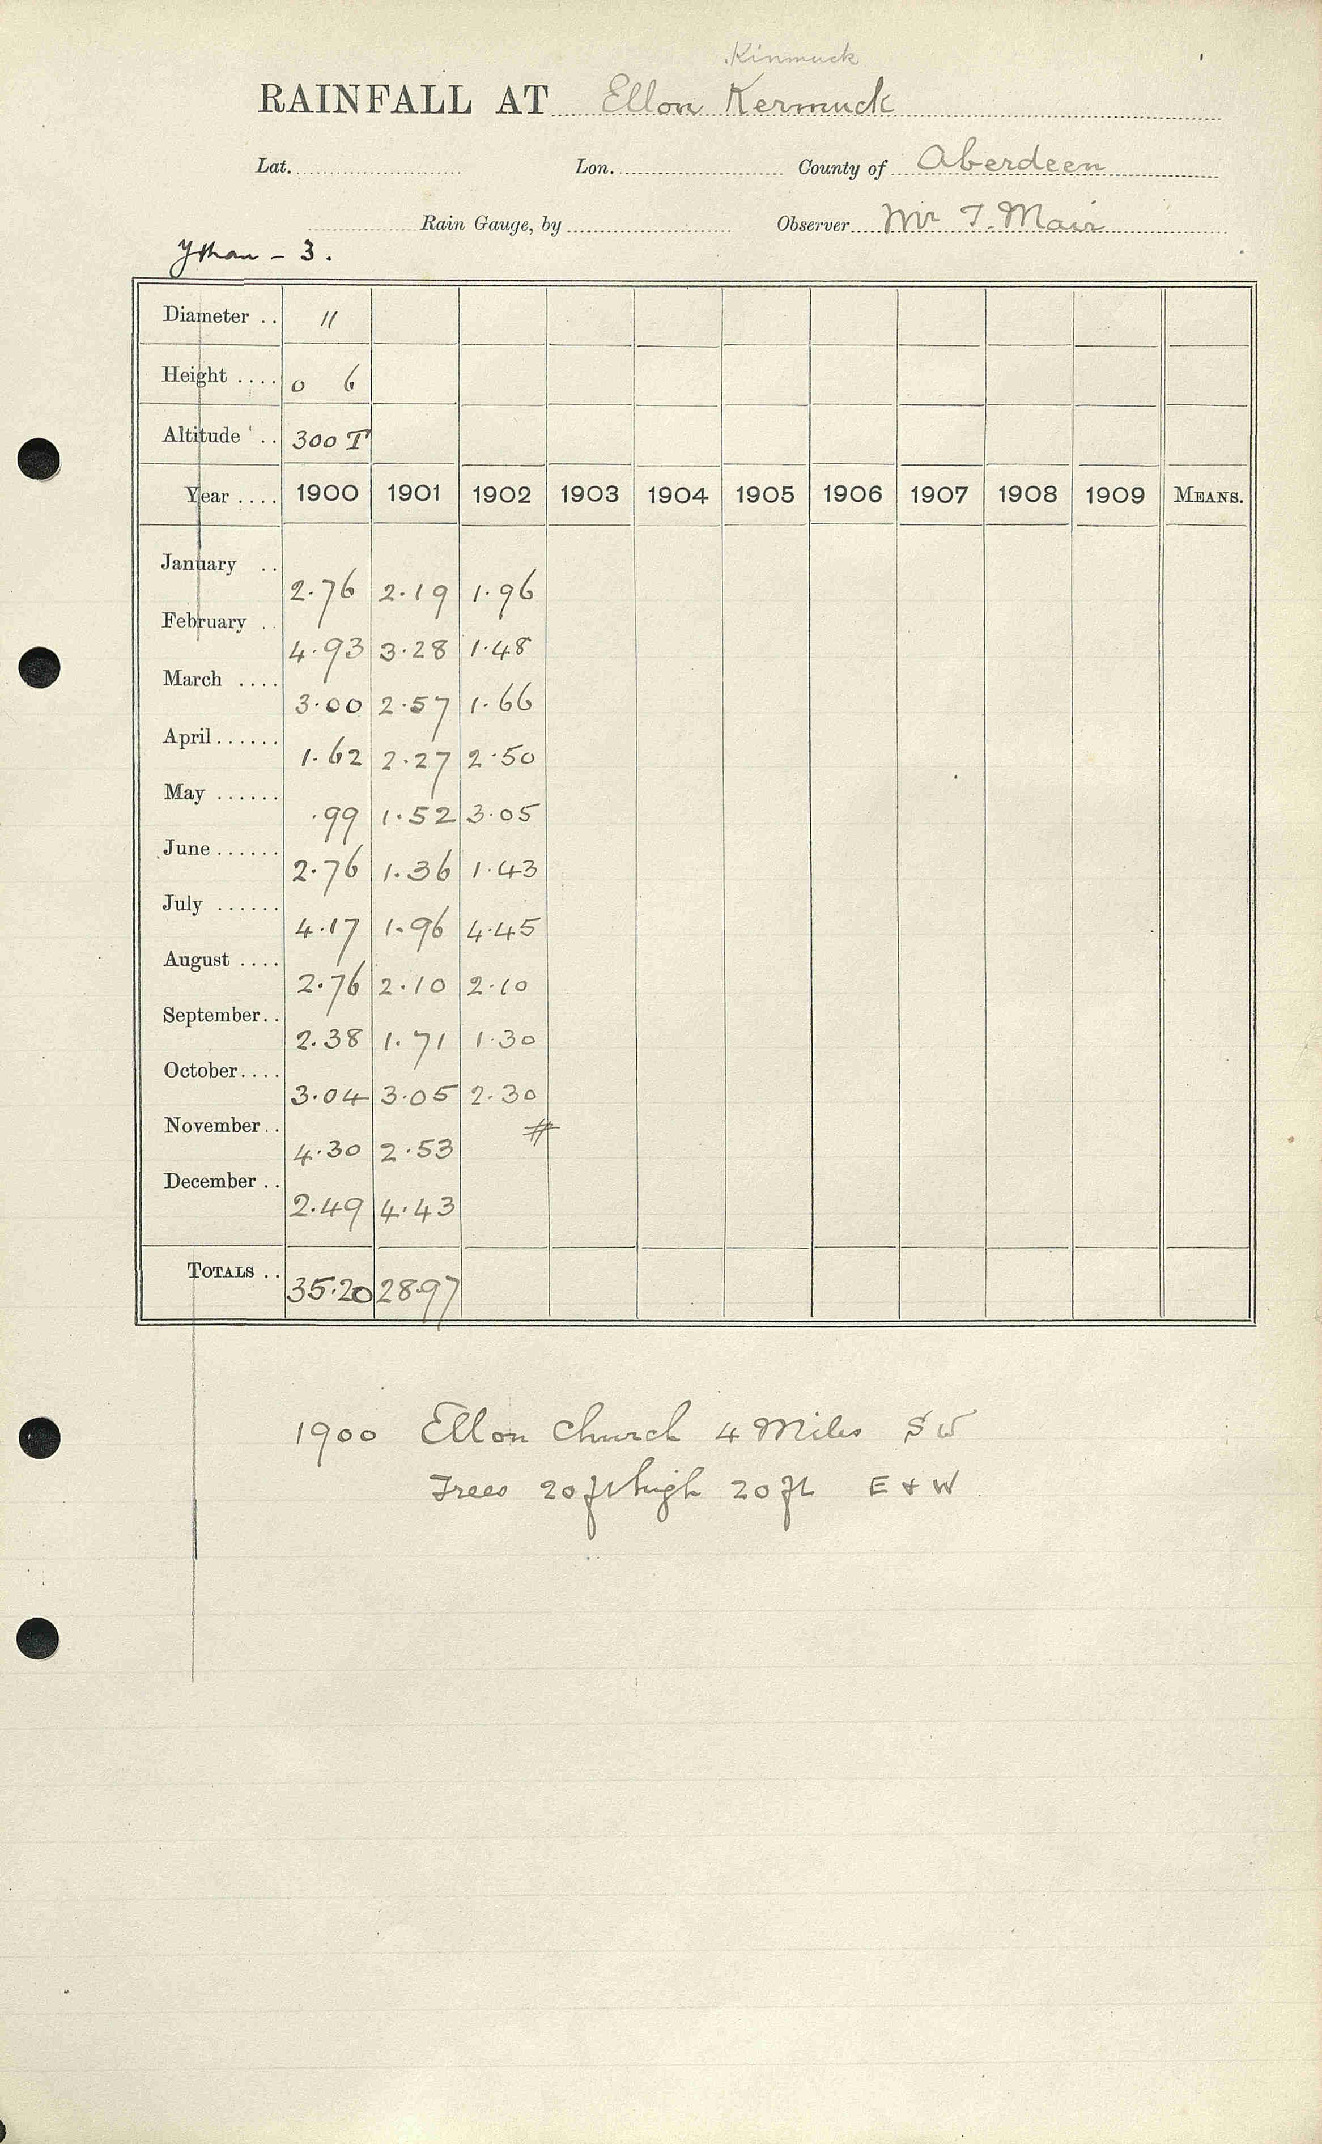 Kinmuck
RAINFALL AT Ellon Kermuck
Lat. Lon. County of Aberdeen
Rain Gauge, by Observer Mr T. Mair
Ythan - 3.
Diameter .. 11
Height .... 0 6
Altitude .. 300 T
Year .... 1900 1901 1902 1903 1904 1905 1906 1907 1908 1909 MEANS.
January .. 2.76 2.19 1.96
February .. 4.93 3.28 1.48
March .... 3.00 2.57 1.66
April...... 1.62 2.27 2.50
May ...... .99 1.52 3.05
June...... 2.76 1.36 1.43
July ...... 4.17 1.96 4.45
August .... 2.76 2.10 2.10
September.. 2.38 1.71 1.30
October.... 3.04 3.05 2.30
November.. 4.30 2.53 #
December .. 2.49 4.43
TOTALS .. 35.20 28.97
1900 Ellon Church 4 Miles SW
Trees 20 ft high 20 ft E & W